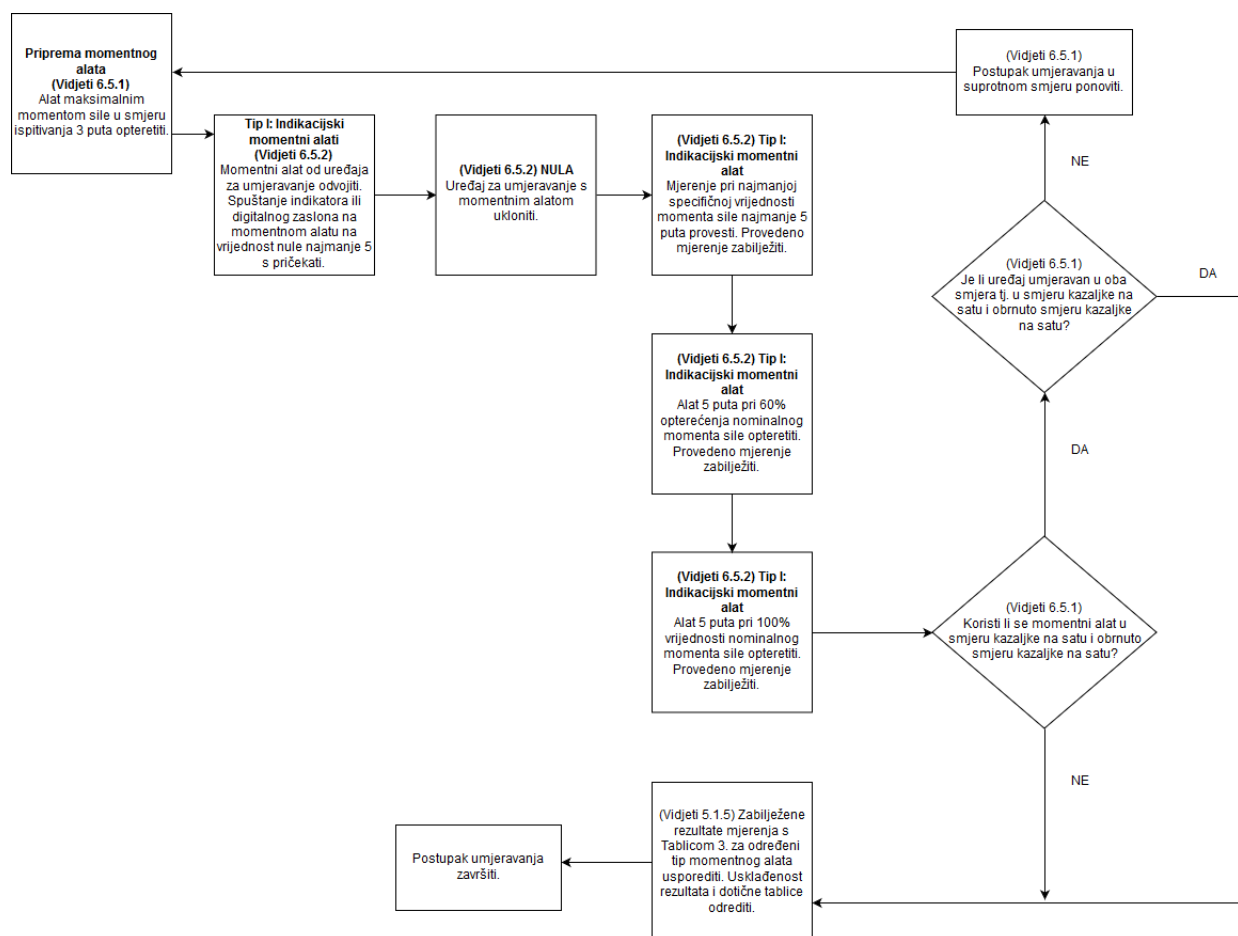 Priprema momentnog
alata
(Vidjeti 6.5.1)
Alat maksimalnim
momentom sile u smjeru
ispitivanja 3 puta opteretiti.
Tip I: Indikacijski
momentni alati
(Vidjeti 6.5.2)
Momentni alat od uređaja
za umjeravanje odvojiti.
Spuštanje indikatora ili
digitalnog zaslona na
momentnom alatu na
vrijednost nule najmanje 5
s pričekati.
(Vidjeti 6.5.2) NULA
Uređaj za umjeravanje s
momentnim alatom
ukloniti.
(Vidjeti 6.5.2) Tip I:
Indikacijski momentni
alat
Mjerenje pri najmanjoj
specifičnoj vrijednosti
momenta sile najmanje 5
puta provesti. Provedeno
mjerenje zabilježiti.
(Vidjeti 6.5.2) Tip I:
Indikacijski momentni
alat
Alat 5 puta pri 60%
opterećenja nominalnog
momenta sile opteretiti.
Provedeno mjerenje
zabilježiti.
(Vidjeti 6.5.2) Tip I:
Indikacijski momentni
alat
Alat 5 puta pri 100%
vrijednosti nominalnog
momenta sile opteretiti.
Provedeno mjerenje
zabilježiti.
(Vidjeti 6.5.1)
Koristi li se momentni alat u
smjeru kazaljke na satu i obrnuto
smjeru kazaljke na satu?
DA
(Vidjeti 6.5.1)
Je li uređaj umjeravan u oba
smjera tj. u smjeru kazaljke na
satu i obrnuto smjeru kazaljke
na satu?
DA
NE
(Vidjeti 6.5.1)
Postupak umjeravanja u
suprotnom smjeru ponoviti.
NE
(Vidjeti 5.1.5) Zabilježene
rezultate mjerenja s
Tablicom 3. za određeni
tip momentnog alata
usporediti. Usklađenost
rezultata i dotične tablice
odrediti.
Postupak umjeravanja
završiti.